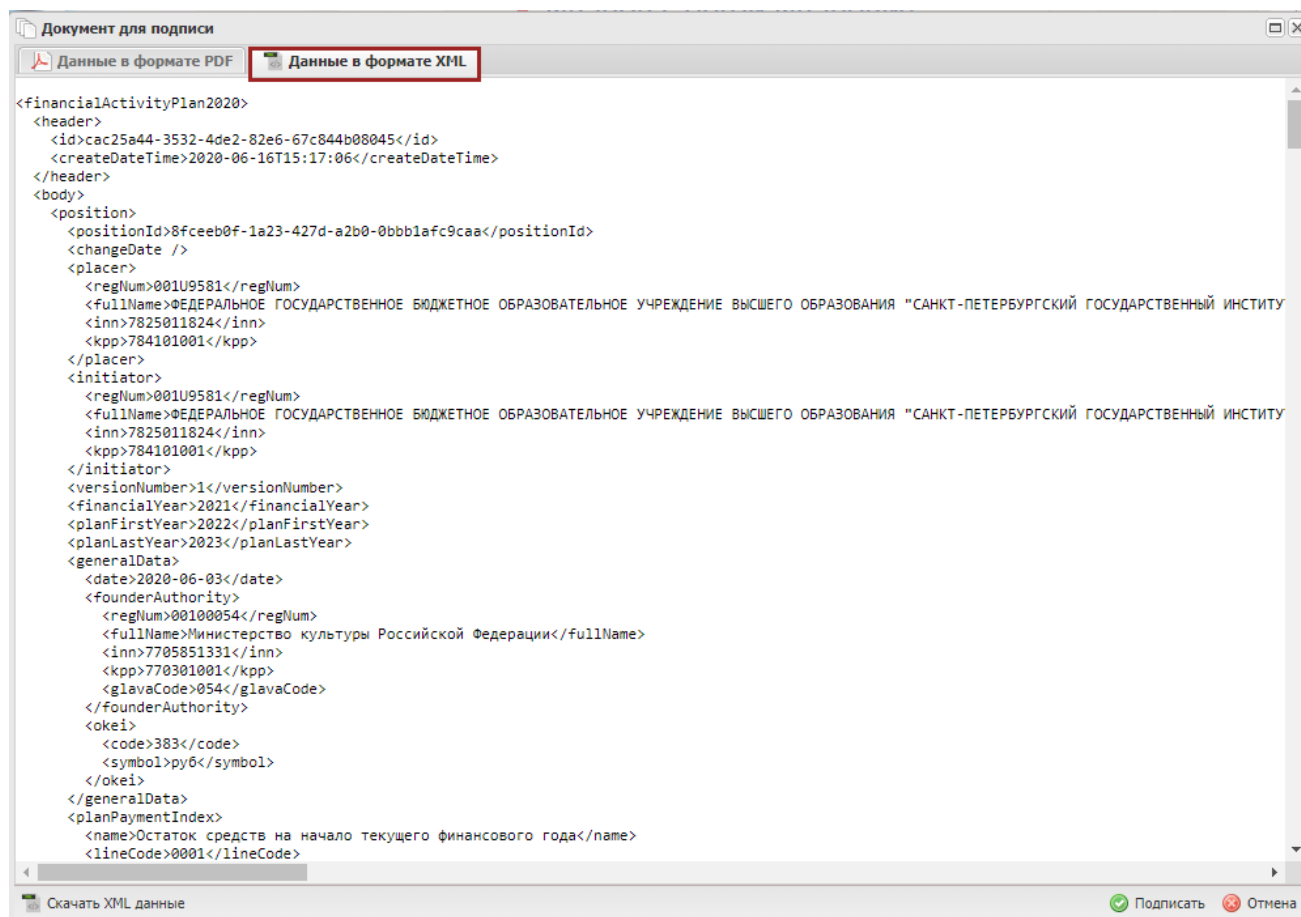 Документ для подписи
Данные в формате PDF
Данные в формате XML
<financialActivityPlan2020>
<header>
<id>cac25a44-3532-4de2-82e6-67c844b08045</id>
<createDateTime>2020-06-16T15:17:06</createDateTime>
</header>
<body>
<position>
<positionId>8fceeb0f-1a23-427d-a2b0-0bbb1afc9caa</positionId>
<changeDate />
<placer>
<regNum>001U9581</regNum>
<fullName>ФЕДЕРАЛЬНОЕ ГОСУДАРСТВЕННОЕ БЮДЖЕТНОЕ ОБРАЗОВАТЕЛЬНОЕ УЧРЕЖДЕНИЕ ВЫСШЕГО ОБРАЗОВАНИЯ "САНКТ-ПЕТЕРБУРГСКИЙ ГОСУДАРСТВЕННЫЙ ИНСТИТУ
<inn>7825011824</inn>
<kpp>784101001</kpp>
</placer>
<initiator>
<regNum>001U9581</regNum>
<fullName>ФЕДЕРАЛЬНОЕ ГОСУДАРСТВЕННОЕ БЮДЖЕТНОЕ ОБРАЗОВАТЕЛЬНОЕ УЧРЕЖДЕНИЕ ВЫСШЕГО ОБРАЗОВАНИЯ "САНКТ-ПЕТЕРБУРГСКИЙ ГОСУДАРСТВЕННЫЙ ИНСТИТУ
<inn>7825011824</inn>
<kpp>784101001</kpp>
</initiator>
<versionNumber>1</versionNumber>
<financialYear>2021</financialYear>
<planFirstYear>2022</planFirstYear>
<planLastYear>2023</planLastYear>
<generalData>
<date>2020-06-03</date>
<founderAuthority>
<regNum>00100054</regNum>
<fullName>Министерство культуры Российской Федерации</fullName>
<inn>7705851331</inn>
<kpp>770301001</kpp>
<glavaCode>054</glavaCode>
</founderAuthority>
<okei>
<code>383</code>
<symbol>руб</symbol>
</okei>
</generalData>
<planPaymentIndex>
<name>Остаток средств на начало текущего финансового года</name>
<lineCode>0001</lineCode>
Скачать XML данные
Подписать
Отмена